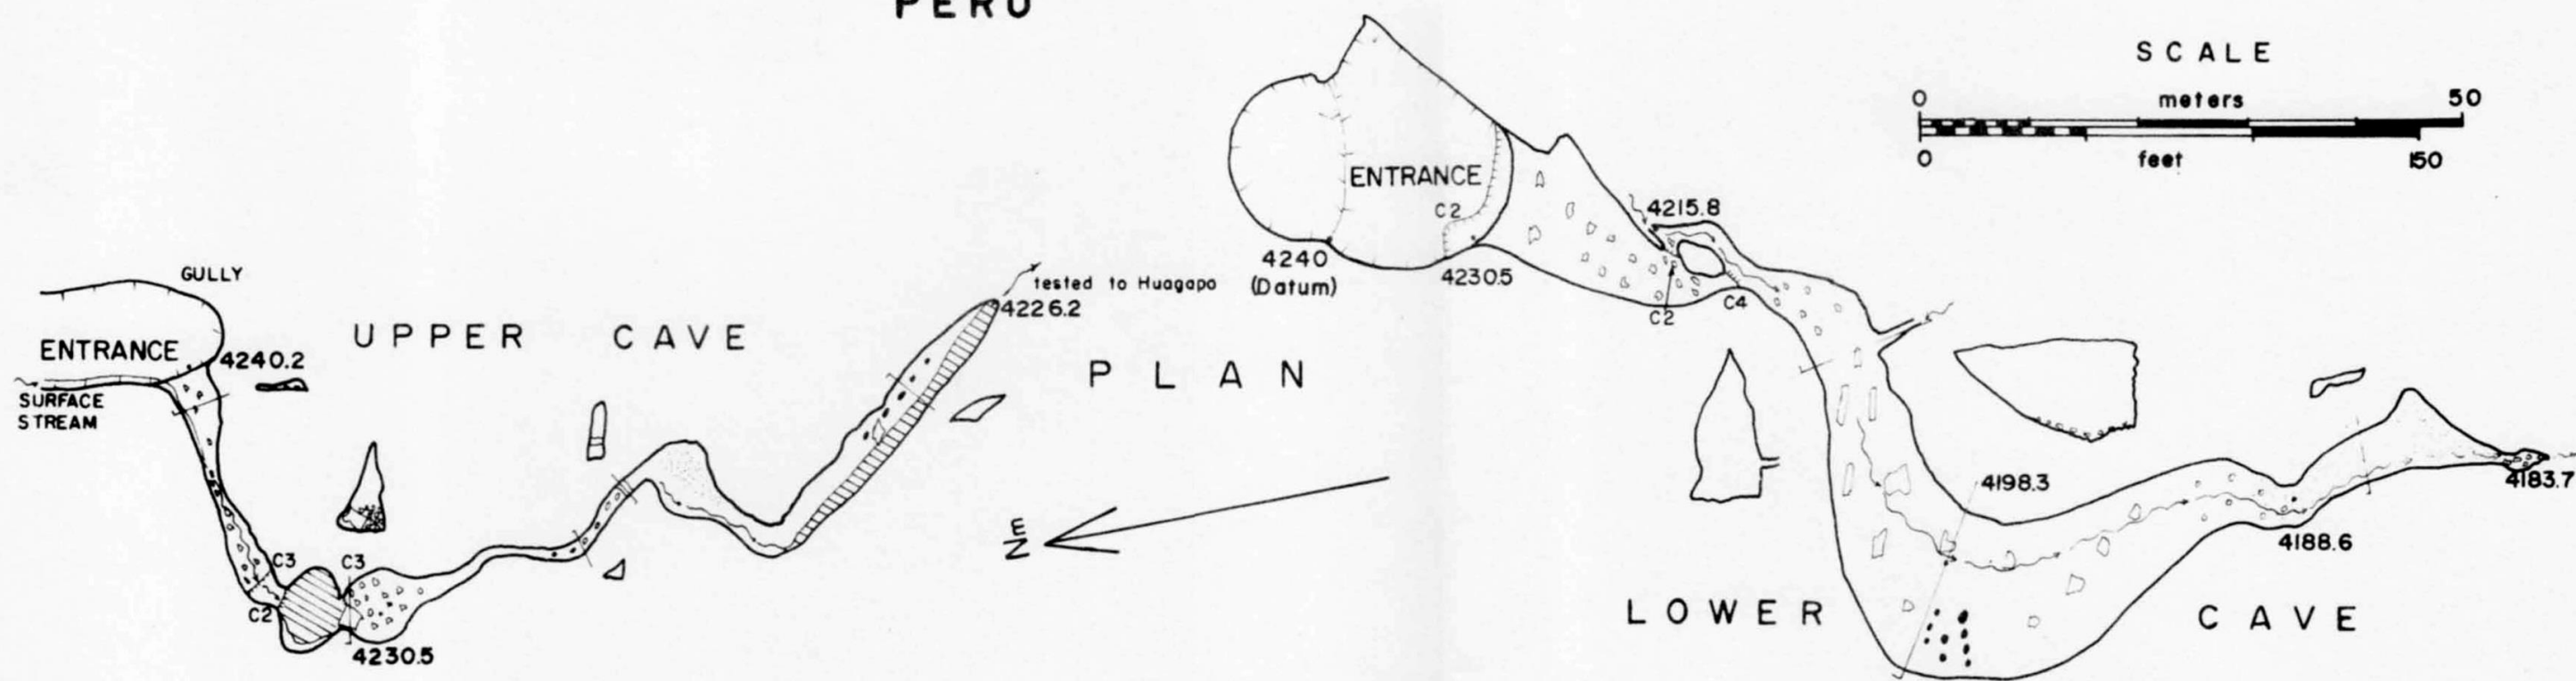 PERU
SCALE
0 meters 50
0 feet 150
GULLY
ENTRANCE
4240.2
SURFACE
STREAM
UPPER CAVE
C3
C3
C2
4230.5
tested to Huagapo
4226.2
PLAN
E
N
ENTRANCE
C2
4240
(Datum)
4230.5
4215.8
C2
C4
4198.3
4188.6
4183.7
LOWER CAVE